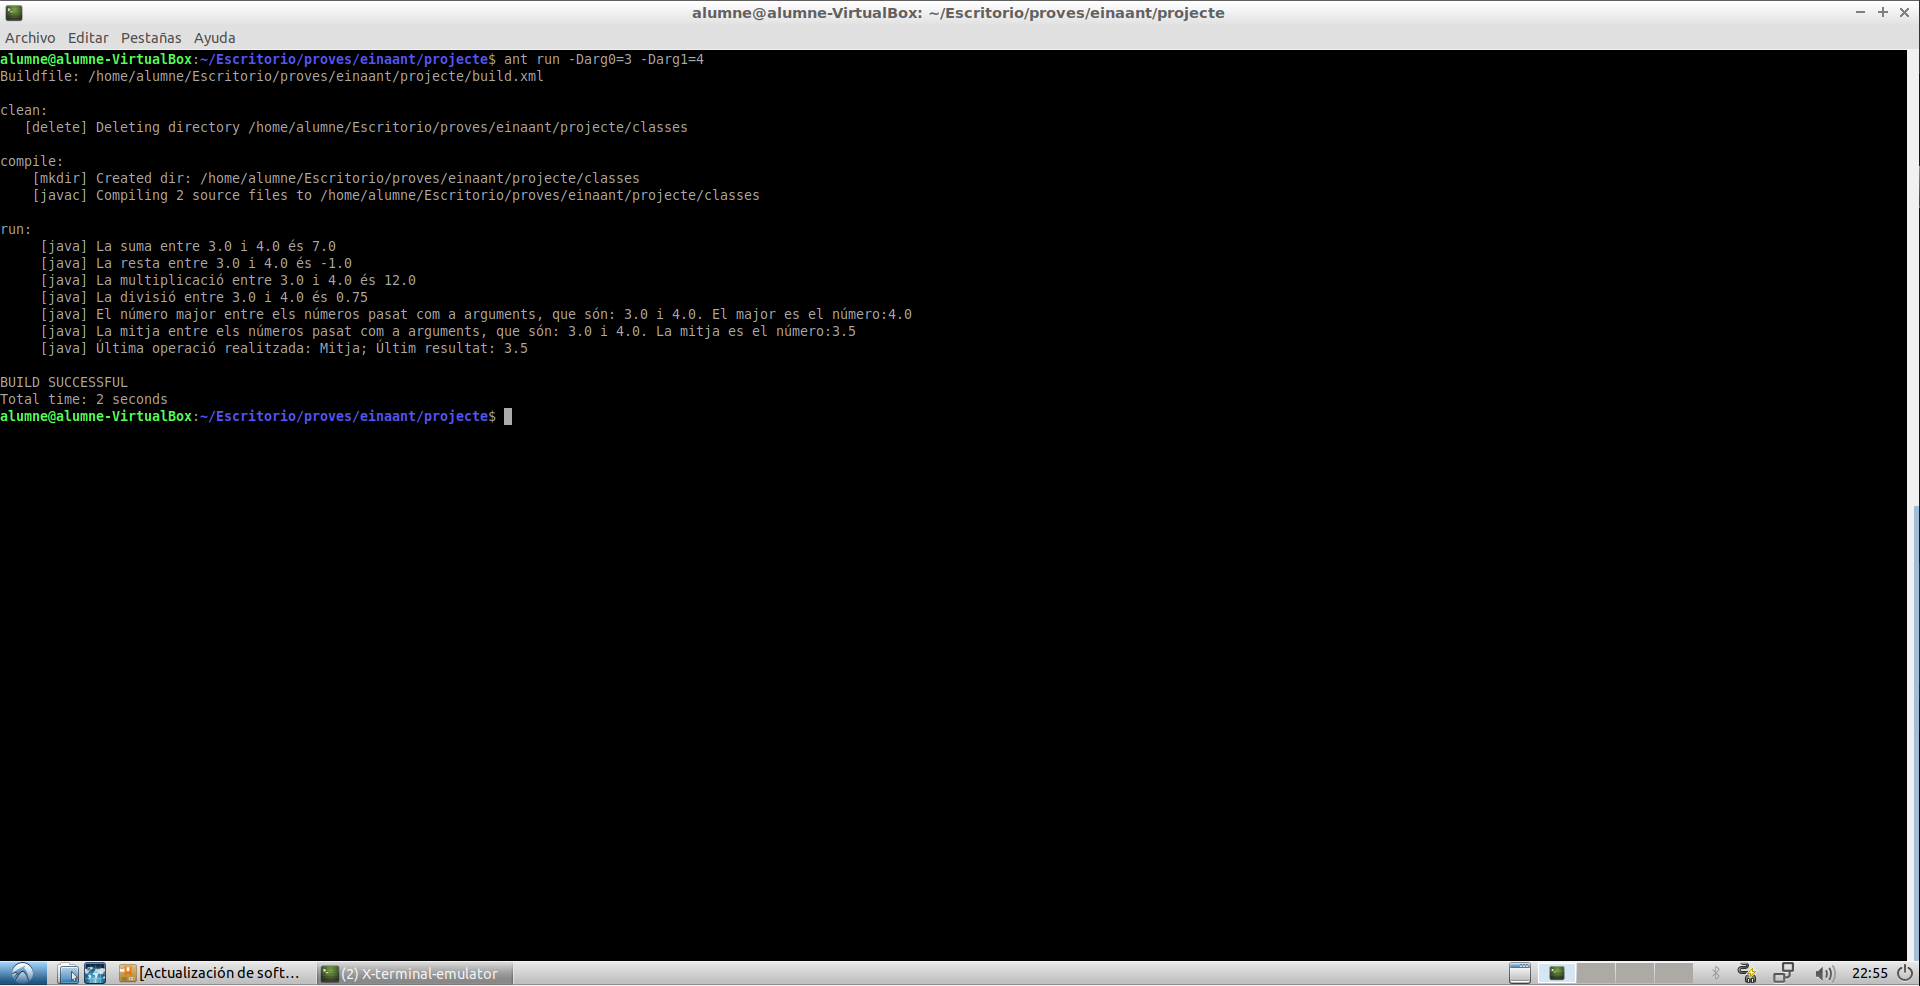 alumne@alumne-VirtualBox: ~/Escritorio/proves/einaant/projecte
Archivo Editar Pestañas Ayuda
alumne@alumne-VirtualBox:~/Escritorio/proves/einaant/projecte$ ant run -Darg0=3 -Darg1=4
Buildfile: /home/alumne/Escritorio/proves/einaant/projecte/build.xml
clean:
[delete] Deleting directory /home/alumne/Escritorio/proves/einaant/projecte/classes
compile:
[mkdir] Created dir: /home/alumne/Escritorio/proves/einaant/projecte/classes
[javac] Compiling 2 source files to /home/alumne/Escritorio/proves/einaant/projecte/classes
run:
[java] La suma entre 3.0 i 4.0 és 7.0
[java] La resta entre 3.0 i 4.0 és -1.0
[java] La multiplicació entre 3.0 i 4.0 és 12.0
[java] La divisió entre 3.0 i 4.0 és 0.75
[java] El número major entre els números pasat com a arguments, que són: 3.0 i 4.0. El major es el número:4.0
[java] La mitja entre els números pasat com a arguments, que són: 3.0 i 4.0. La mitja es el número:3.5
[java] Última operació realitzada: Mitja; Últim resultat: 3.5
BUILD SUCCESSFUL
Total time: 2 seconds
alumne@alumne-VirtualBox:~/Escritorio/proves/einaant/projecte$
[Actualización de soft... (2) X-terminal-emulator 22:55